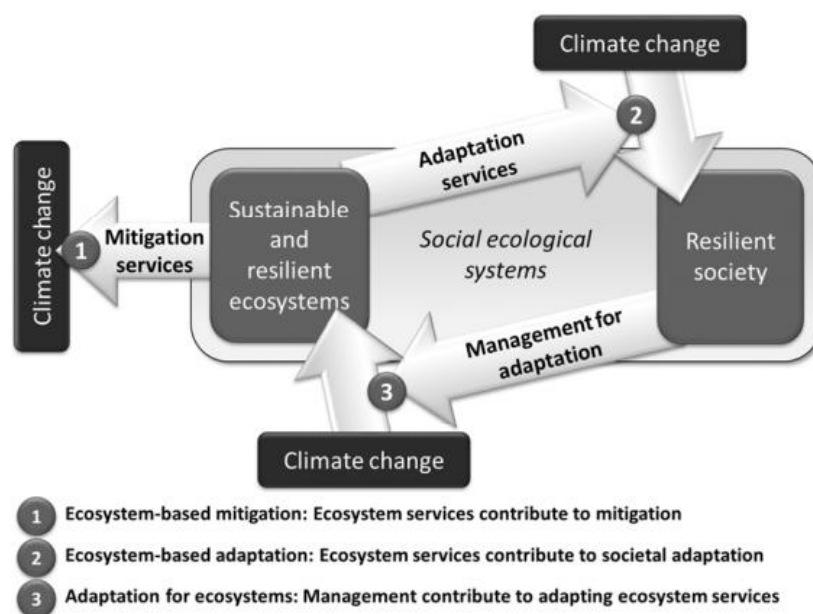 Climate change
2
Adaptation
services
Climate change
1
Mitigation
services
Sustainable
and
resilient
ecosystems
Social ecological
systems
Resilient
society
Management for
adaptation
3
Climate change
1 Ecosystem-based mitigation: Ecosystem services contribute to mitigation
2 Ecosystem-based adaptation: Ecosystem services contribute to societal adaptation
3 Adaptation for ecosystems: Management contribute to adapting ecosystem services